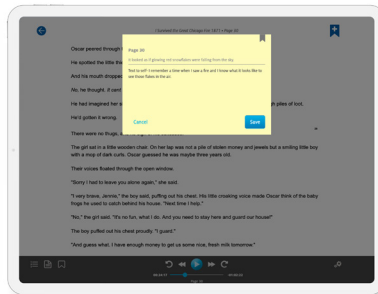 I Survived the Great Chicago Fire, 1871 • Page 30
Oscar peered through t
He spotted the little thi
And his mouth dropped
No, he thought. It can't
He had imagined her s
gh piles of loot.
He'd gotten it wrong.
There were no thugs,
Page 30
It looked as if glowing red snowflakes were falling from the sky.
Text to self- I remember a time when I saw a fire and I know what it looks like to
see those flakes in the air.
Cancel
Save
The girl sat in a little wooden chair. On her lap was not a pile of stolen money and jewels but a smiling little boy
with a mop of dark curls. Oscar guessed he was maybe three years old.
Their voices floated through the open window.
"Sorry I had to leave you alone again," she said.
"I very brave, Jennie," the boy said, puffing out his chest. His little croaking voice made Oscar think of the baby
frogs he used to catch behind his house. "Next time I help."
"No," the girl said. "It's no fun, what I do. And you need to stay here and guard our house!"
The boy puffed out his chest proudly. "I guard."
"And guess what. I have enough money to get us some nice, fresh milk tomorrow."
Page 30